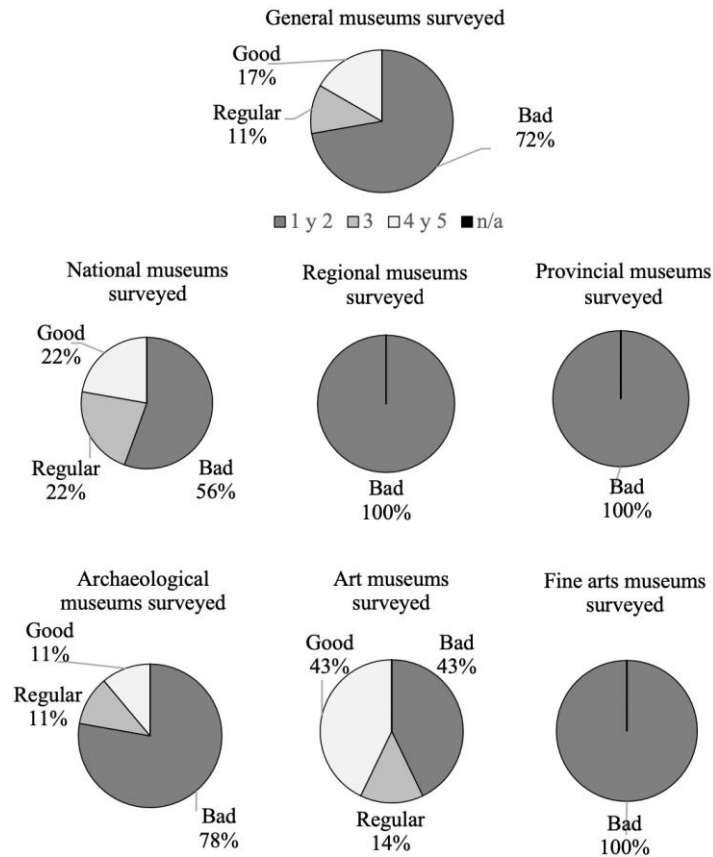 General museums surveyed
Good
17%
Regular
11%
Bad
72%
1 y 2 3 4 y 5 n/a
National museums
surveyed
Good
22%
Regular
22%
Bad
56%
Regional museums
surveyed
Bad
100%
Provincial museums
surveyed
Bad
100%
Archaeological
museums surveyed
Good
11%
Regular
11%
Bad
78%
Art museums
surveyed
Good
43%
Bad
43%
Regular
14%
Fine arts museums
surveyed
Bad
100%